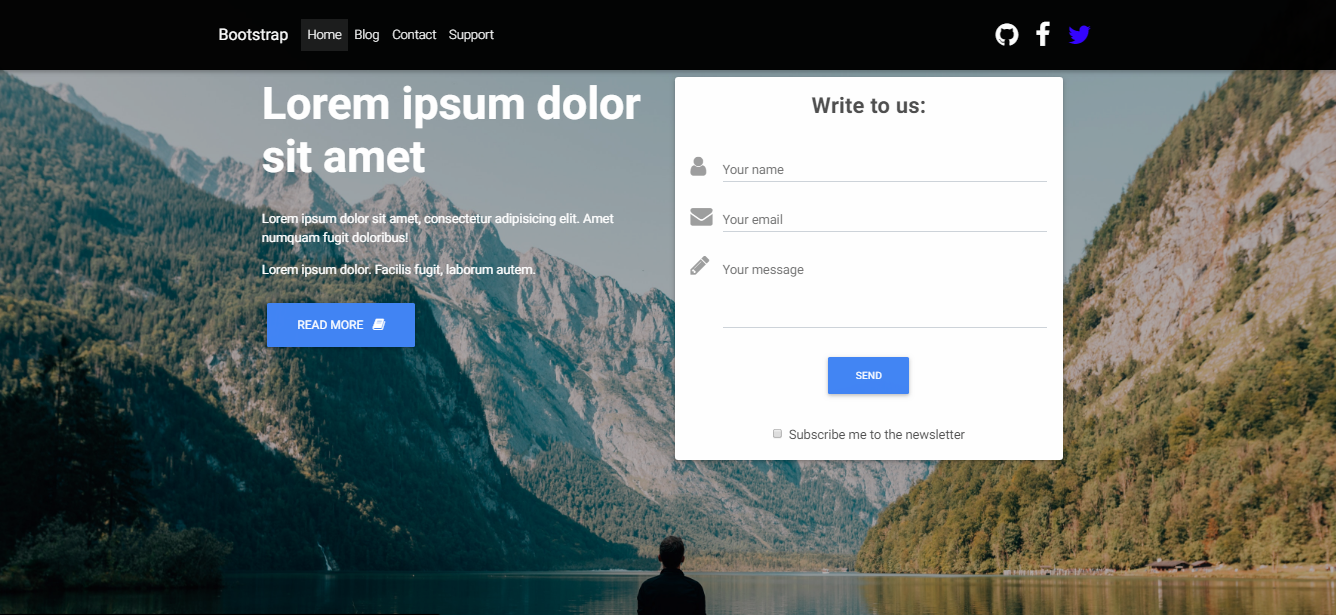 Bootstrap Home Blog Contact Support
Lorem ipsum dolor
sit amet
Lorem ipsum dolor sit amet, consectetur adipisicing elit. Amet
numquam fugit doloribus!
Lorem ipsum dolor. Facilis fugit, laborum autem.
READ MORE
Write to us:
Your name
Your email
Your message
SEND
Subscribe me to the newsletter